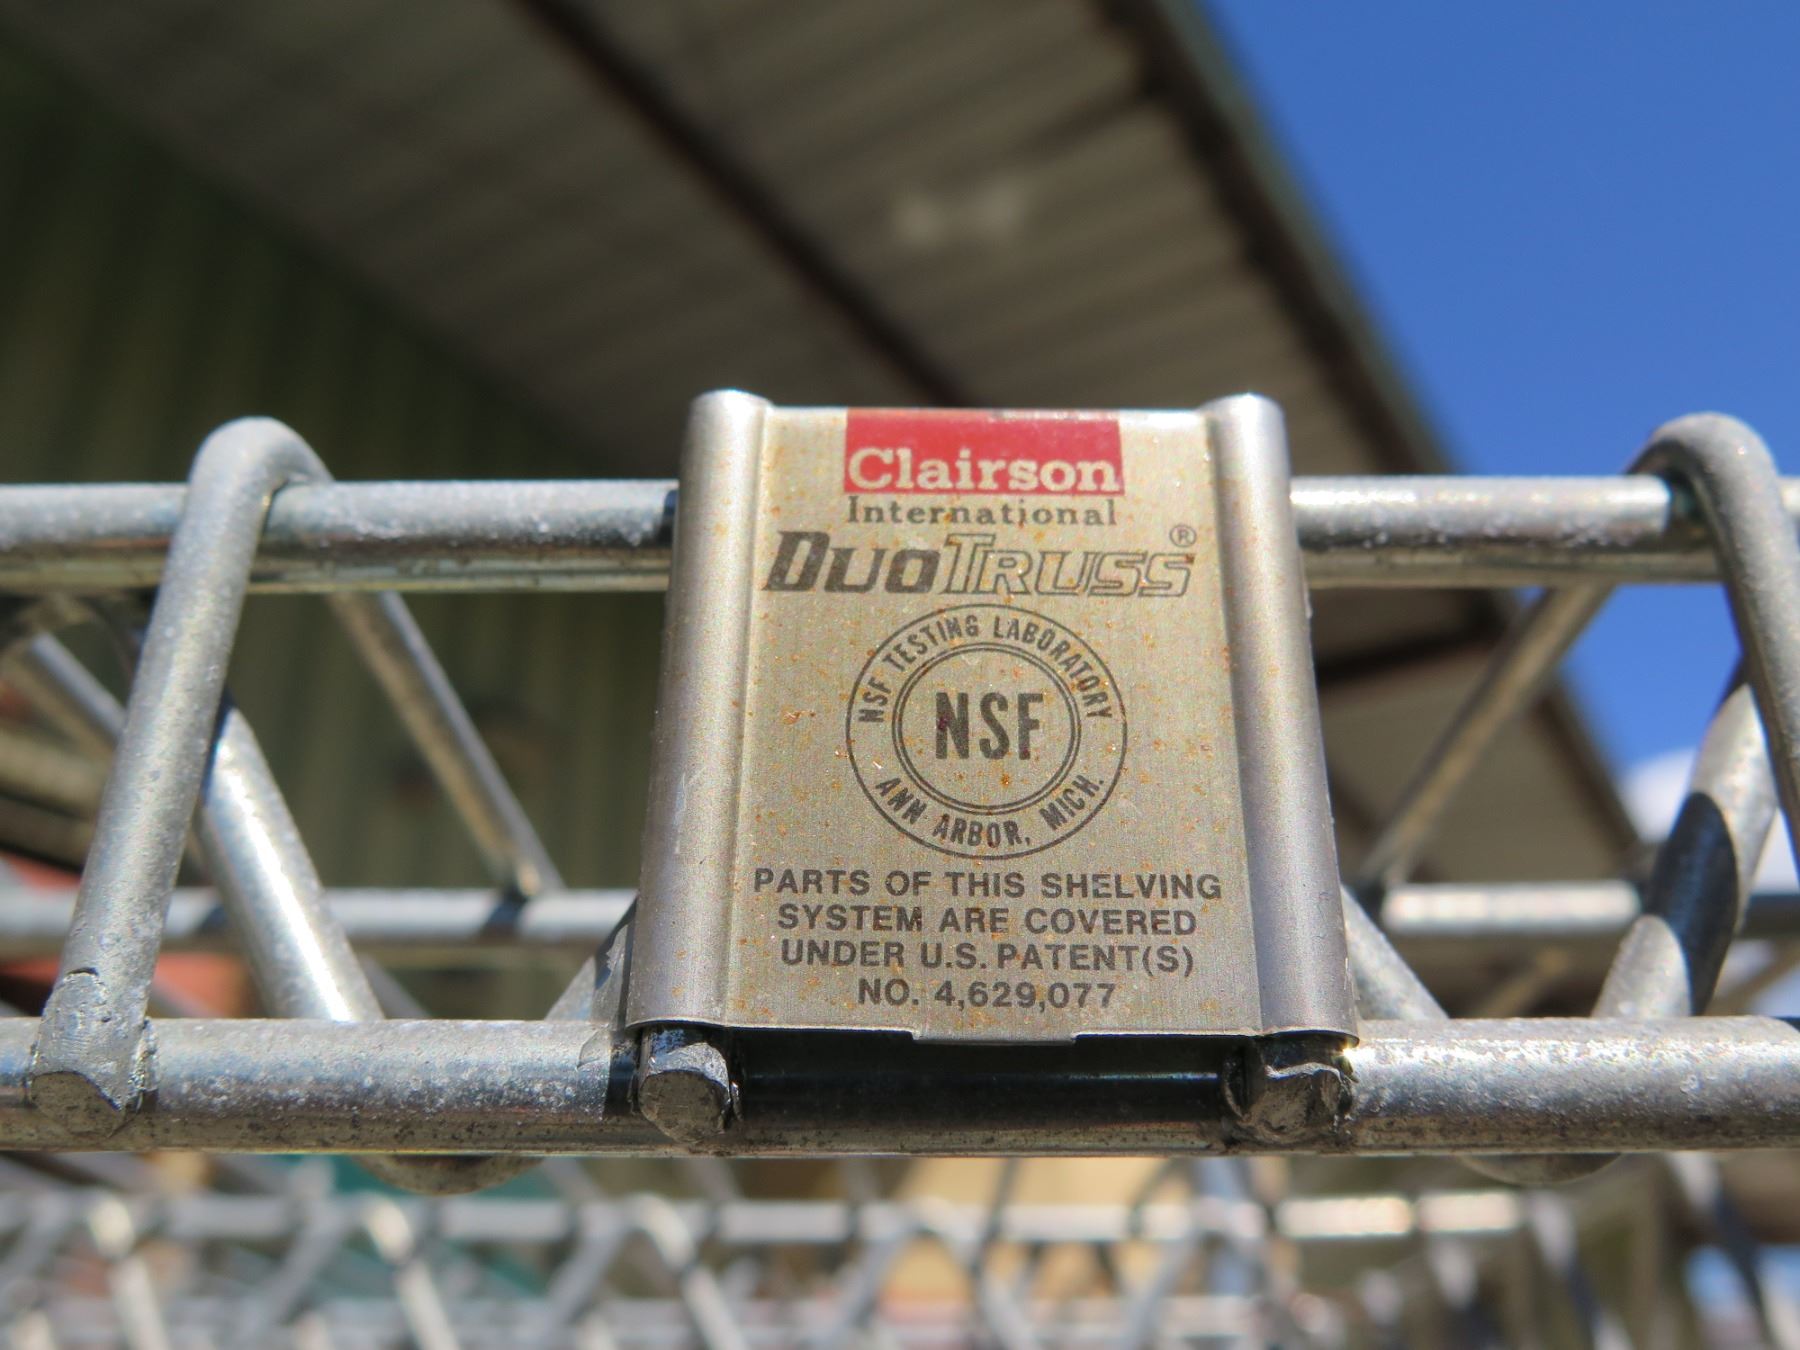 Clairson
International
DUOTRUSS®
NSF TESTING LABORATORY
NSF
ANN ARBOR, MICH.
PARTS OF THIS SHELVING
SYSTEM ARE COVERED
UNDER U.S. PATENT(S)
NO. 4,629,077